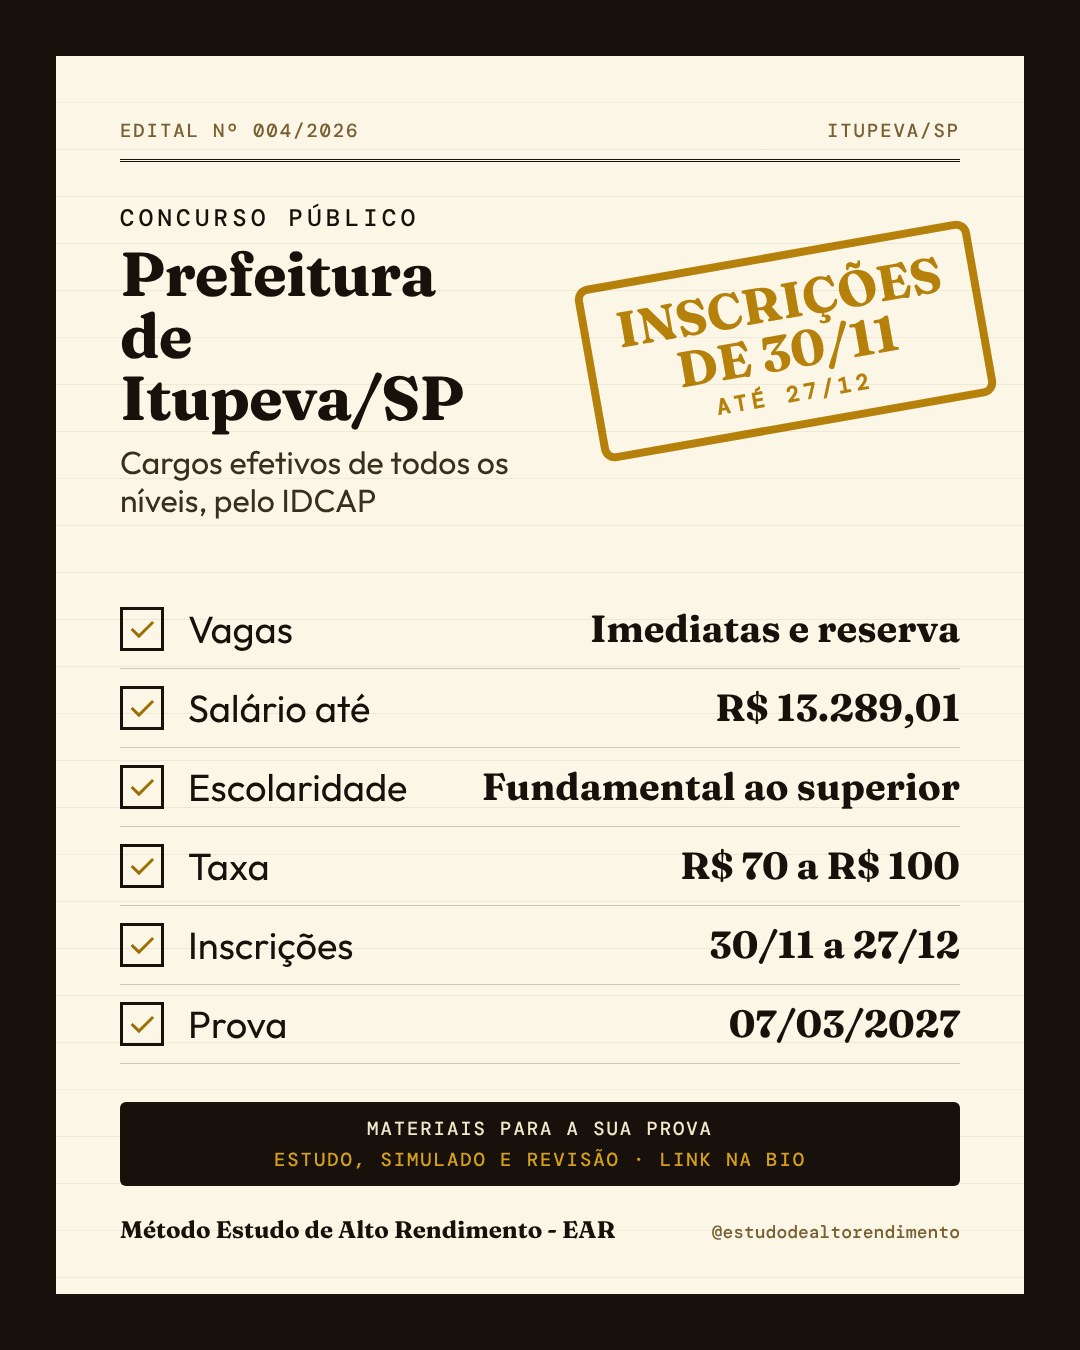 EDITAL Nº 004/2026
ITUPEVA/SP
CONCURSO PÚBLICO
Prefeitura
de
Itupeva/SP
Cargos efetivos de todos os
níveis, pelo IDCAP
INSCRIÇÕES
DE 30/11
ATÉ 27/12
Vagas
Imediatas e reserva
Salário até
R$ 13.289,01
Escolaridade
Fundamental ao superior
Taxa
R$ 70 a R$ 100
Inscrições
30/11 a 27/12
Prova
07/03/2027
MATERIAIS PARA A SUA PROVA
ESTUDO, SIMULADO E REVISÃO · LINK NA BIO
Método Estudo de Alto Rendimento - EAR
@estudodealtorendimento